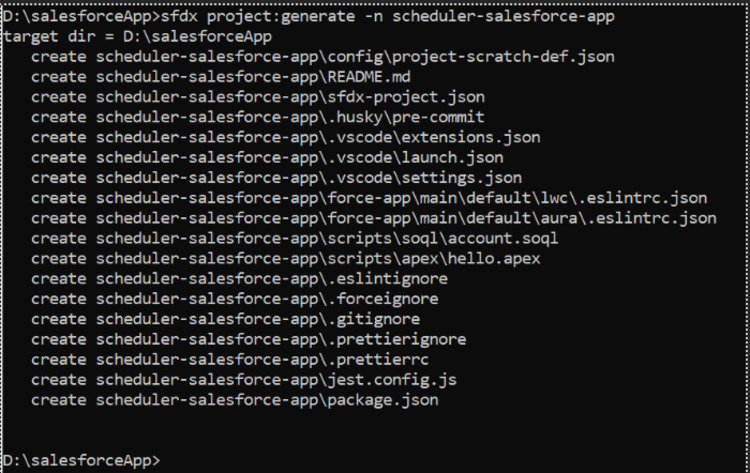 D:\salesforceApp>sfdx project:generate -n scheduler-salesforce-app
target dir = D:\salesforceApp
   create scheduler-salesforce-app\config\project-scratch-def.json
   create scheduler-salesforce-app\README.md
   create scheduler-salesforce-app\sfdx-project.json
   create scheduler-salesforce-app\.husky\pre-commit
   create scheduler-salesforce-app\.vscode\extensions.json
   create scheduler-salesforce-app\.vscode\launch.json
   create scheduler-salesforce-app\.vscode\settings.json
   create scheduler-salesforce-app\force-app\main\default\lwc\.eslintrc.json
   create scheduler-salesforce-app\force-app\main\default\aura\.eslintrc.json
   create scheduler-salesforce-app\scripts\soql\account.soql
   create scheduler-salesforce-app\scripts\apex\hello.apex
   create scheduler-salesforce-app\.eslintignore
   create scheduler-salesforce-app\.forceignore
   create scheduler-salesforce-app\.gitignore
   create scheduler-salesforce-app\.prettierignore
   create scheduler-salesforce-app\.prettierrc
   create scheduler-salesforce-app\jest.config.js
   create scheduler-salesforce-app\package.json
D:\salesforceApp>